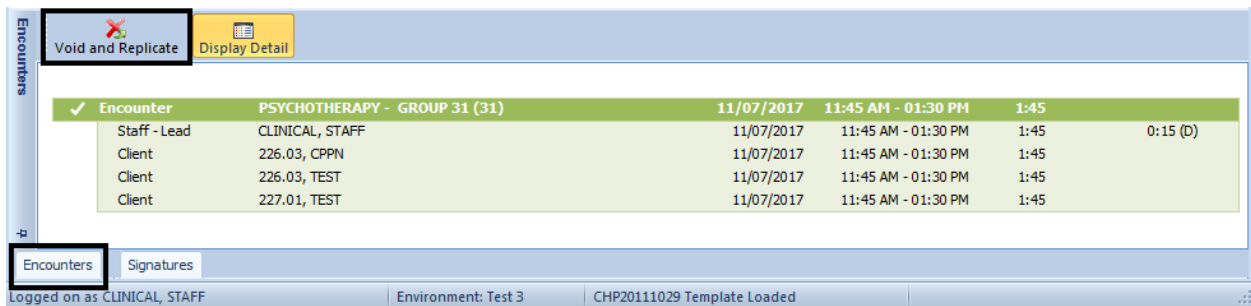 Encounters
Void and Replicate Display Detail
Encounter PSYCHOTHERAPY - GROUP 31 (31) 11/07/2017 11:45 AM - 01:30 PM 1:45
Staff - Lead CLINICAL, STAFF 11/07/2017 11:45 AM - 01:30 PM 1:45 0:15 (D)
Client 226.03, CPPN 11/07/2017 11:45 AM - 01:30 PM 1:45
Client 226.03, TEST 11/07/2017 11:45 AM - 01:30 PM 1:45
Client 227.01, TEST 11/07/2017 11:45 AM - 01:30 PM 1:45
Encounters Signatures
Logged on as CLINICAL, STAFF Environment: Test 3 CHP20111029 Template Loaded